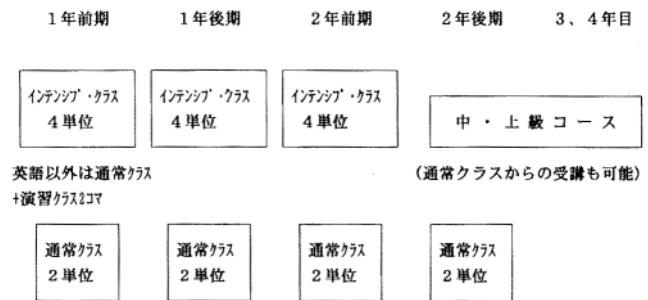 1年前期 1年後期 2年前期 2年後期 3、4年目
ｲﾝﾃﾝｼﾌﾞ・ｸﾗｽ ｲﾝﾃﾝｼﾌﾞ・ｸﾗｽ ｲﾝﾃﾝｼﾌﾞ・ｸﾗｽ
4単位 4単位 4単位 中・上級コース
英語以外は通常ｸﾗｽ (通常クラスからの受講も可能)
+演習ｸﾗｽ2ｺﾏ
通常ｸﾗｽ 通常ｸﾗｽ 通常ｸﾗｽ 通常ｸﾗｽ
2単位 2単位 2単位 2単位